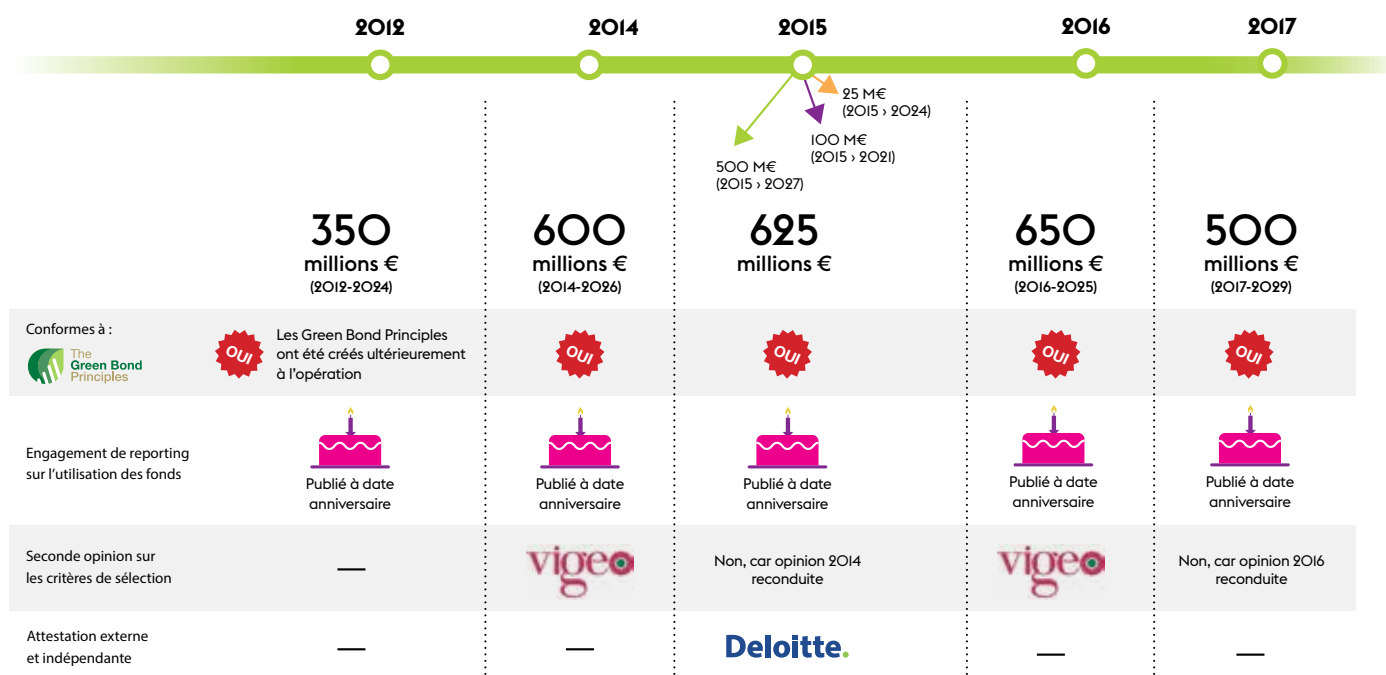 2012
2014
2015
2016
2017
25 M€
(2015 › 2024)
100 M€
(2015 › 2021)
500 M€
(2015 › 2027)
350
millions €
(2012-2024)
600
millions €
(2014-2026)
625
millions €
650
millions €
(2016-2025)
500
millions €
(2017-2029)
Conformes à :
The
Green Bond
Principles
OUI
Les Green Bond Principles
ont été créés ultérieurement
à l'opération
OUI
OUI
OUI
OUI
Engagement de reporting
sur l'utilisation des fonds
Publié à date
anniversaire
Publié à date
anniversaire
Publié à date
anniversaire
Publié à date
anniversaire
Publié à date
anniversaire
Seconde opinion sur
les critères de sélection
—
vigeo
Non, car opinion 2014
reconduite
vigeo
Non, car opinion 2016
reconduite
Attestation externe
et indépendante
—
—
Deloitte.
—
—